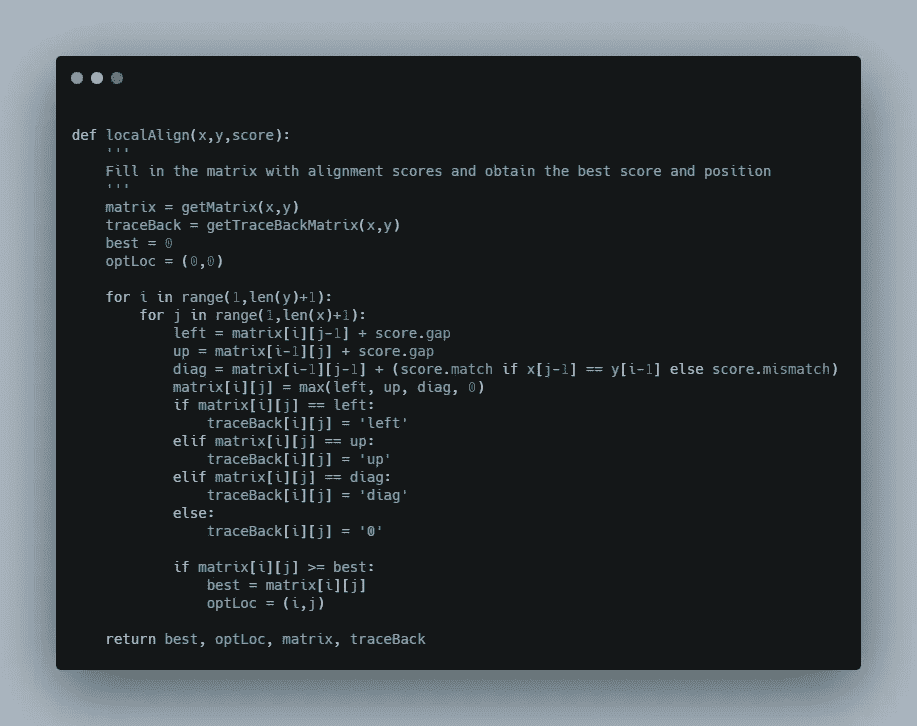 def localAlign(x,y,score):
    '''
    Fill in the matrix with alignment scores and obtain the best score and position
    '''
    matrix = getMatrix(x,y)
    traceBack = getTraceBackMatrix(x,y)
    best = 0
    optLoc = (0,0)

    for i in range(1,len(y)+1):
        for j in range(1,len(x)+1):
            left = matrix[i][j-1] + score.gap
            up = matrix[i-1][j] + score.gap
            diag = matrix[i-1][j-1] + (score.match if x[j-1] == y[i-1] else score.mismatch)
            matrix[i][j] = max(left, up, diag, 0)
            if matrix[i][j] == left:
                traceBack[i][j] = 'left'
            elif matrix[i][j] == up:
                traceBack[i][j] = 'up'
            elif matrix[i][j] == diag:
                traceBack[i][j] = 'diag'
            else:
                traceBack[i][j] = '0'

            if matrix[i][j] >= best:
                best = matrix[i][j]
                optLoc = (i,j)

    return best, optLoc, matrix, traceBack